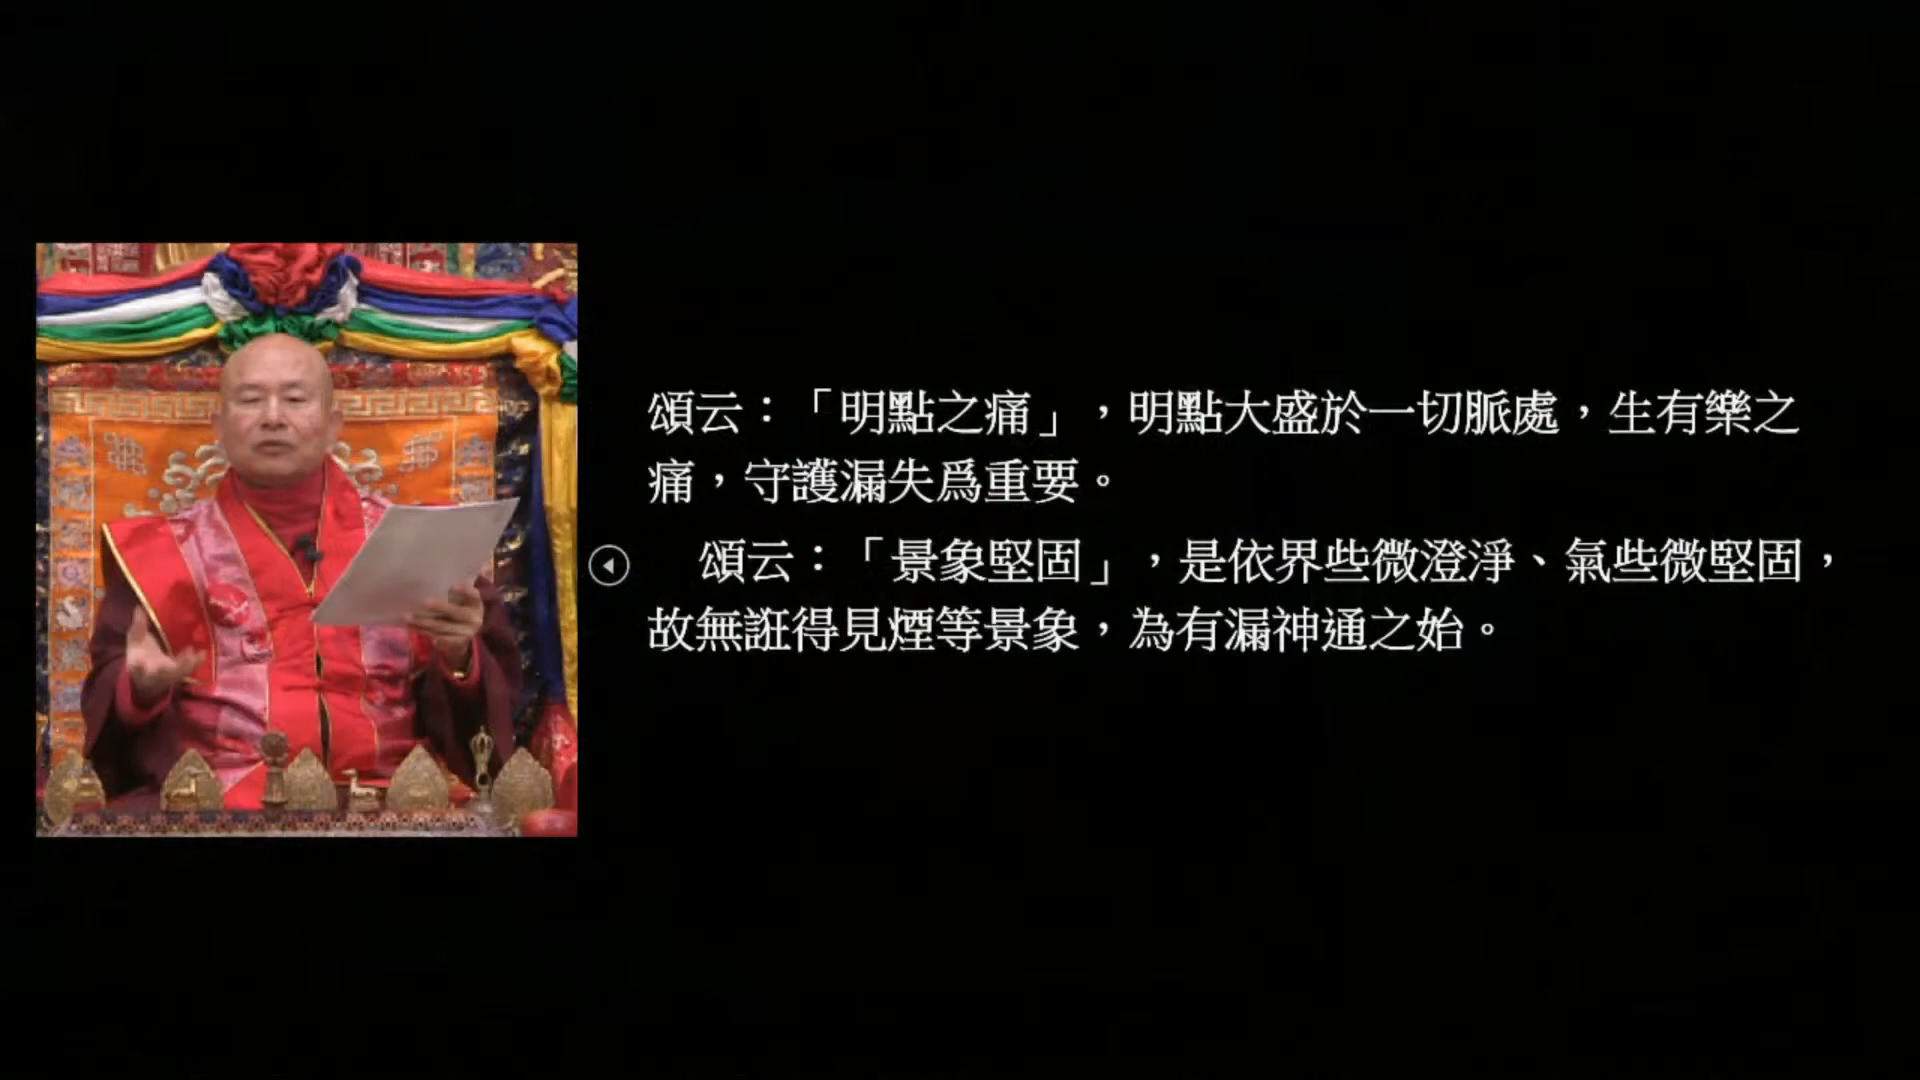 頌云：「明點之痛」，明點大盛於一切脈處，生有樂之
痛，守護漏失爲重要。
頌云：「景象堅固」，是依界些微澄淨、氣些微堅固，
故無誑得見煙等景象，為有漏神通之始。